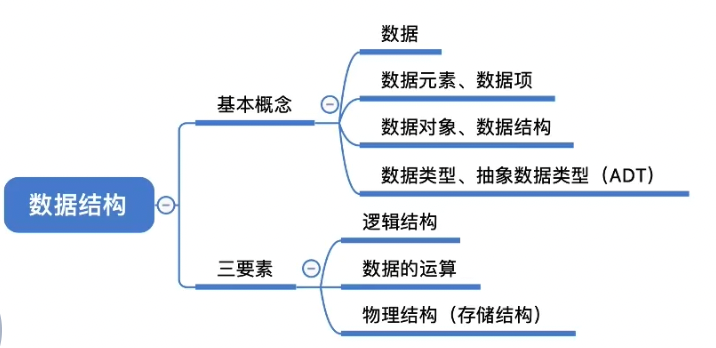 数据
数据元素、数据项
基本概念
数据对象、数据结构
数据类型、抽象数据类型（ADT）
数据结构
逻辑结构
三要素
数据的运算
物理结构（存储结构）